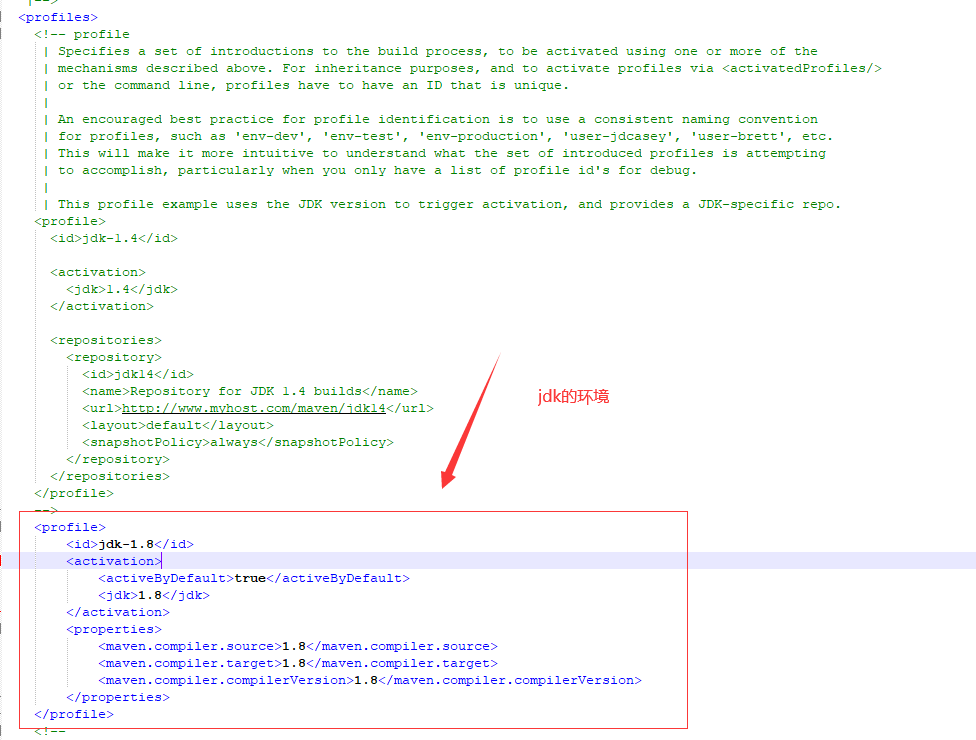 |-->
<profiles>
<!-- profile
| Specifies a set of introductions to the build process, to be activated using one or more of the
| mechanisms described above. For inheritance purposes, and to activate profiles via <activatedProfiles/>
| or the command line, profiles have to have an ID that is unique.
|
| An encouraged best practice for profile identification is to use a consistent naming convention
| for profiles, such as 'env-dev', 'env-test', 'env-production', 'user-jdcasey', 'user-brett', etc.
| This will make it more intuitive to understand what the set of introduced profiles is attempting
| to accomplish, particularly when you only have a list of profile id's for debug.
|
| This profile example uses the JDK version to trigger activation, and provides a JDK-specific repo.
<profile>
<id>jdk-1.4</id>
<activation>
<jdk>1.4</jdk>
</activation>
<repositories>
<repository>
<id>jdk14</id>
<name>Repository for JDK 1.4 builds</name>
<url>http://www.myhost.com/maven/jdk14</url>
<layout>default</layout>
<snapshotPolicy>always</snapshotPolicy>
</repository>
</repositories>
</profile>
-->
jdk的环境
<profile>
<id>jdk-1.8</id>
<activation>
<activeByDefault>true</activeByDefault>
<jdk>1.8</jdk>
</activation>
<properties>
<maven.compiler.source>1.8</maven.compiler.source>
<maven.compiler.target>1.8</maven.compiler.target>
<maven.compiler.compilerVersion>1.8</maven.compiler.compilerVersion>
</properties>
</profile>
<!--